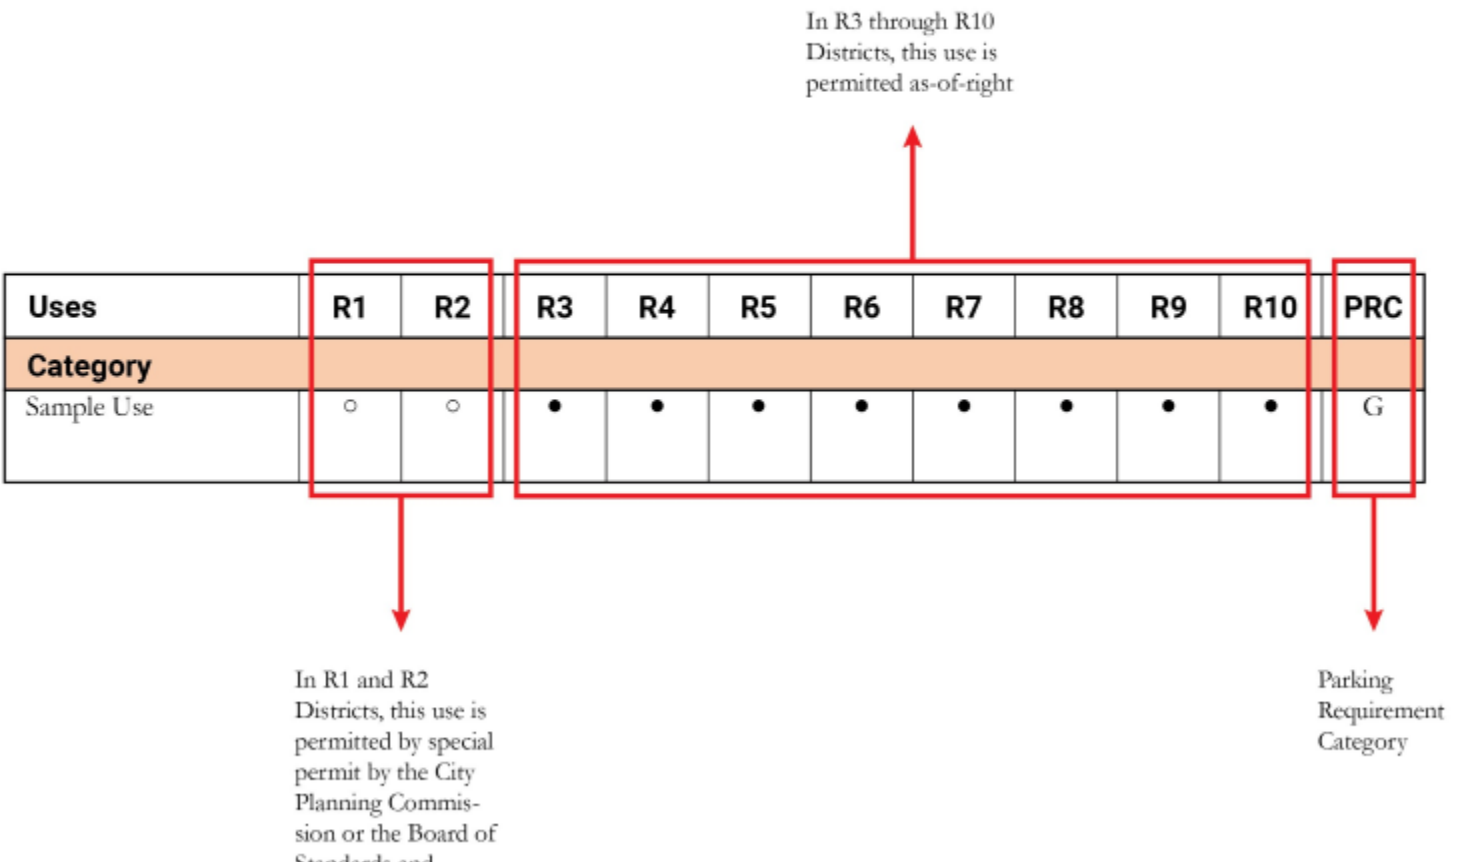 In R3 through R10
Districts, this use is
permitted as-of-right
Uses R1 R2 R3 R4 R5 R6 R7 R8 R9 R10 PRC
Category
Sample Use ○ ○ ● ● ● ● ● ● ● ● G
In R1 and R2
Districts, this use is
permitted by special
permit by the City
Planning Commis-
sion or the Board of
Standards and
Parking
Requirement
Category